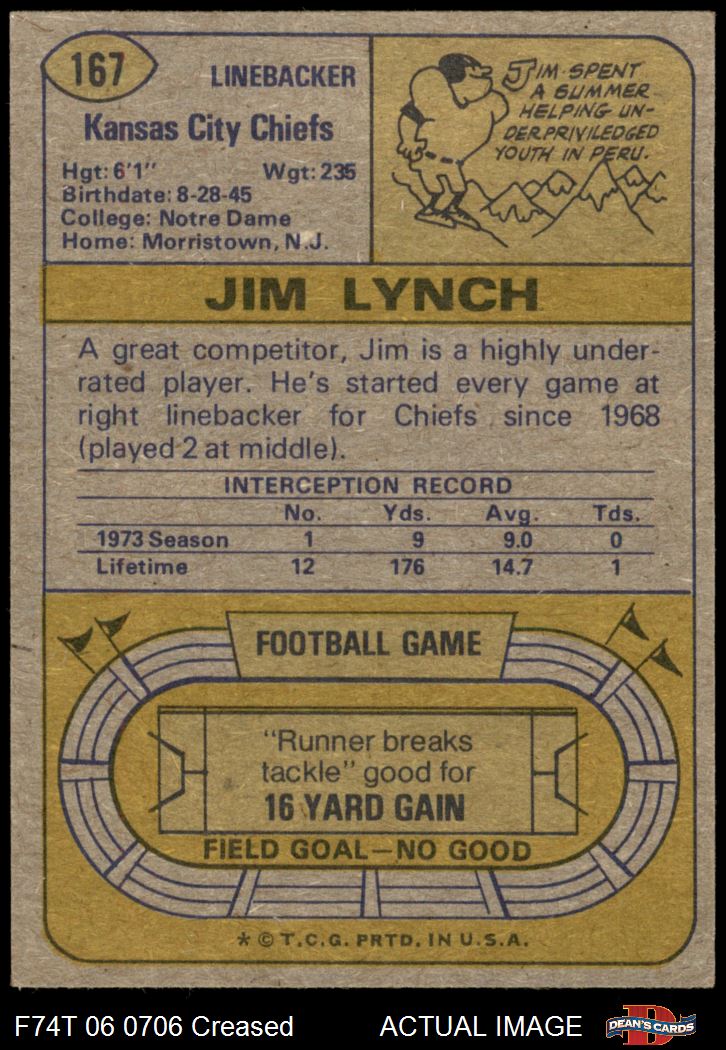 167
LINEBACKER
Kansas City Chiefs
Hgt: 6'1" Wgt: 235
Birthdate: 8-28-45
College: Notre Dame
Home: Morristown, N.J.
JIM SPENT
A SUMMER
HELPING UN-
DERPRIVILEDGED
YOUTH IN PERU.
JIM LYNCH
A great competitor, Jim is a highly under-
rated player. He's started every game at
right linebacker for Chiefs since 1968
(played 2 at middle).
INTERCEPTION RECORD
No. Yds. Avg. Tds.
1973 Season 1 9 9.0 0
Lifetime 12 176 14.7 1
FOOTBALL GAME
"Runner breaks
tackle" good for
16 YARD GAIN
FIELD GOAL—NO GOOD
* © T.C.G. PRTD. IN U.S.A.
F74T 06 0706 Creased ACTUAL IMAGE
D
DEAN'S CARDS